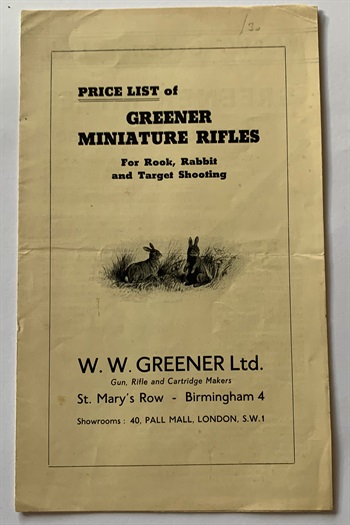 PRICE LIST of
GREENER
MINIATURE RIFLES
For Rook, Rabbit
and Target Shooting
W. W. GREENER Ltd.
Gun, Rifle and Cartridge Makers
St. Mary's Row - Birmingham 4
Showrooms : 40, PALL MALL, LONDON, S.W.1